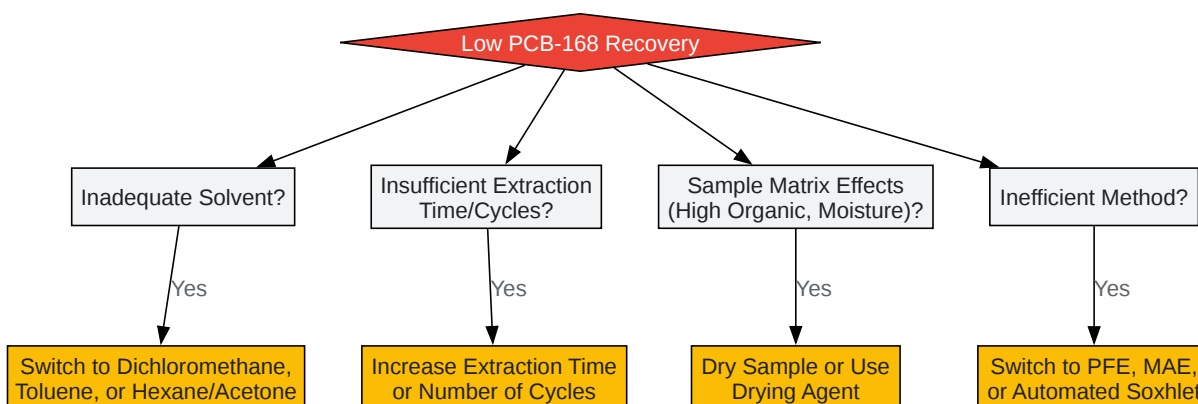 Low PCB-168 Recovery
Inadequate Solvent?
Insufficient Extraction
Time/Cycles?
Sample Matrix Effects
(High Organic, Moisture)?
Inefficient Method?
Yes
Yes
Yes
Yes
Switch to Dichloromethane,
Toluene, or Hexane/Acetone
Increase Extraction Time
or Number of Cycles
Dry Sample or Use
Drying Agent
Switch to PFE, MAE,
or Automated Soxhlet